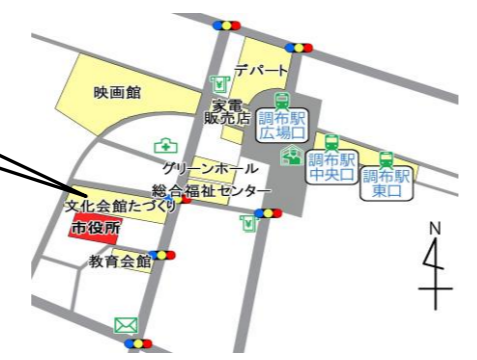 デパート
映画館
家電
販売店
調布駅
広場口
調布駅
中央口
調布駅
東口
グリーンホール
総合福祉センター
文化会館たづくり
市役所
教育会館
N